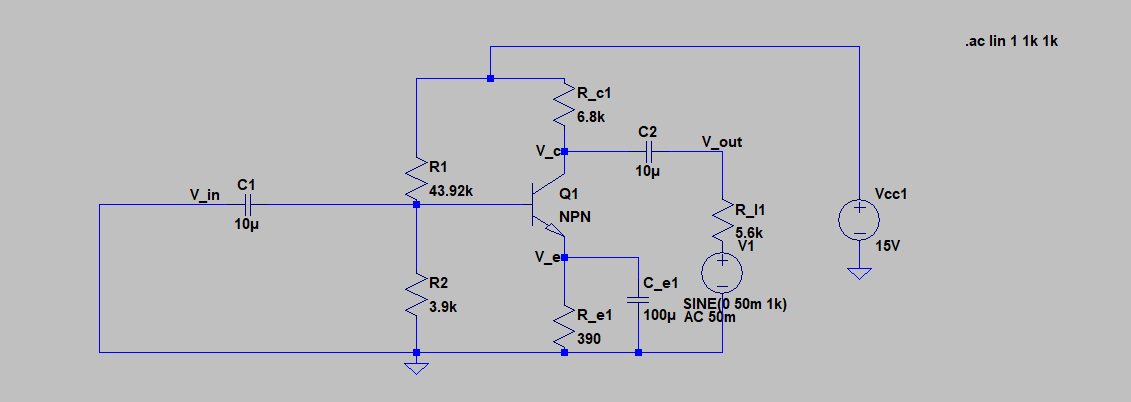 .ac lin 1 1k 1k
R_c1
6.8k
C2
V_out
V_c
10µ
R1
43.92k
C1
V_in
10µ
Q1
NPN
Vcc1
15V
R_l1
5.6k
V1
V_e
R2
3.9k
C_e1
100µ
SINE(0 50m 1k)
AC 50m
R_e1
390